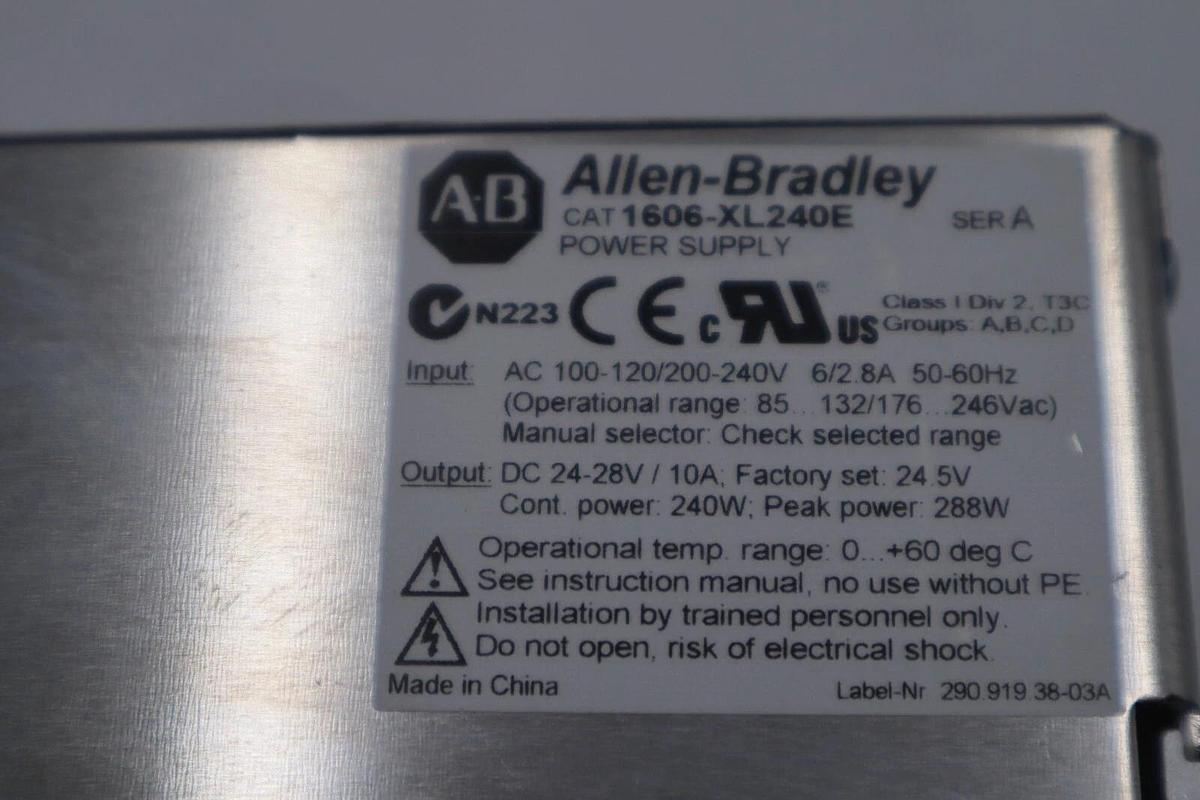 A·B Allen-Bradley
CAT 1606-XL240E SER A
POWER SUPPLY
N223 CE c RU ® US Class I Div 2, T3C
Groups: A,B,C,D
Input: AC 100-120/200-240V 6/2.8A 50-60Hz
(Operational range: 85...132/176...246Vac)
Manual selector: Check selected range
Output: DC 24-28V / 10A; Factory set: 24.5V
Cont. power: 240W; Peak power: 288W
Operational temp. range: 0...+60 deg C
See instruction manual, no use without PE.
Installation by trained personnel only.
Do not open, risk of electrical shock.
Made in China Label-Nr 290.919.38-03A